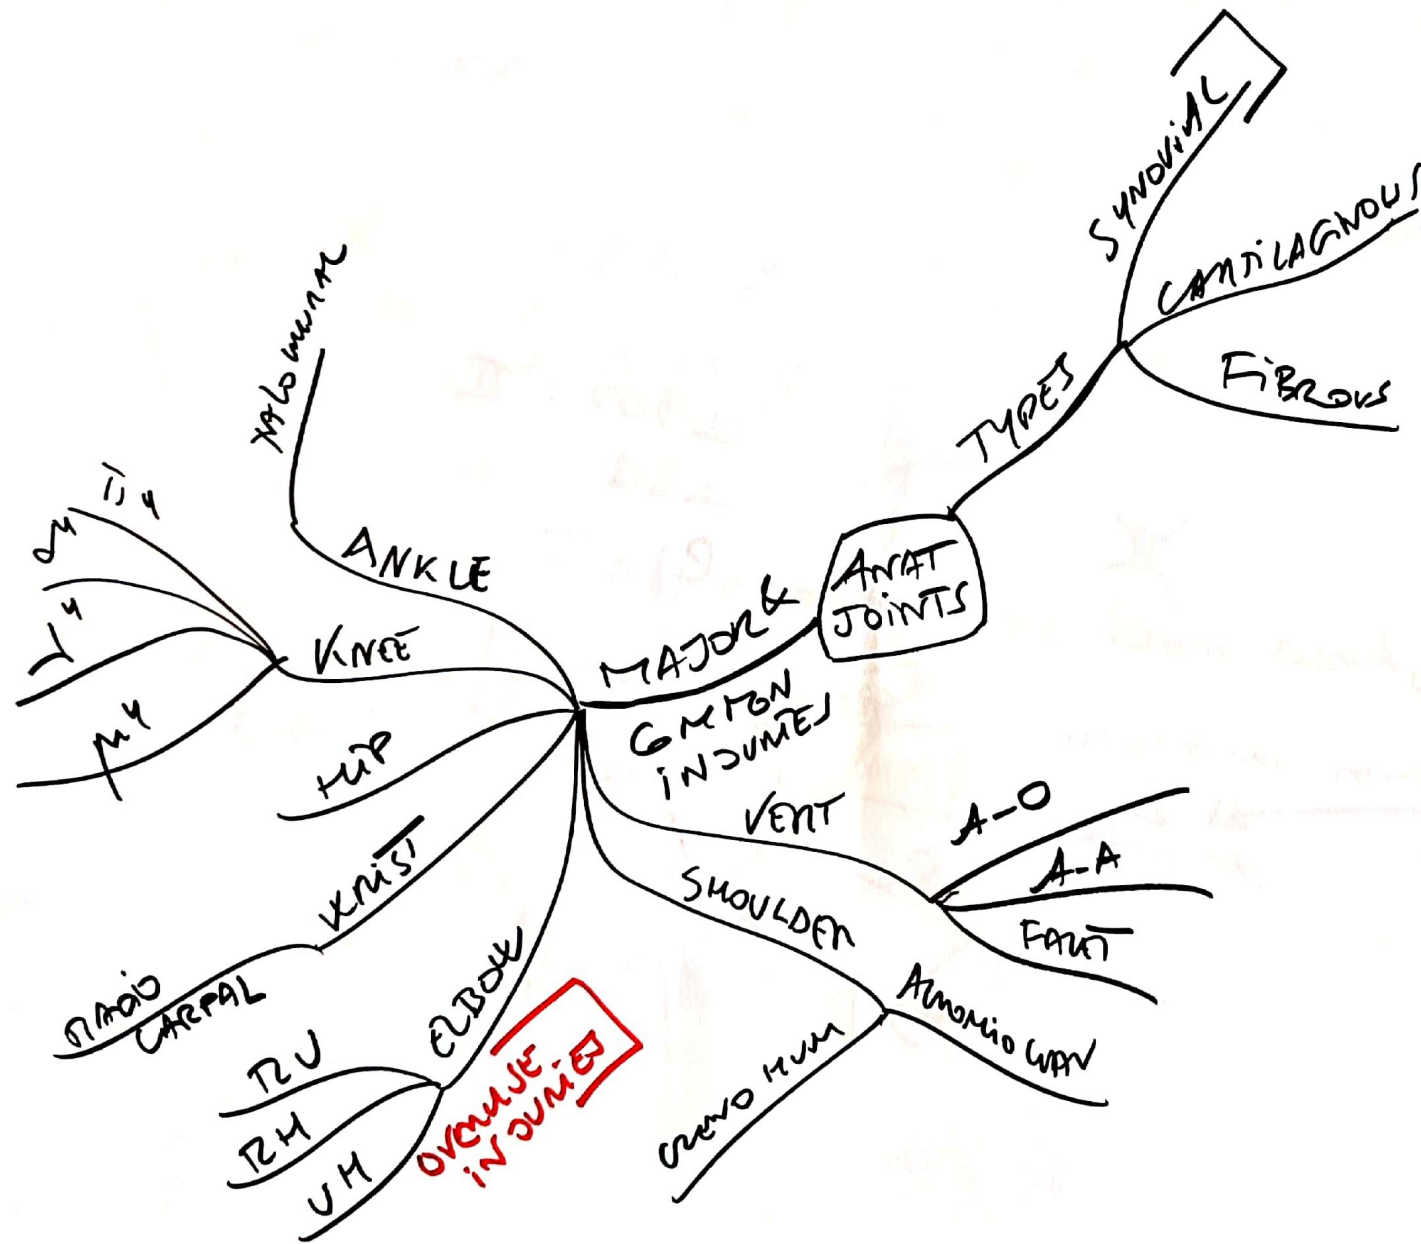 SYNOVIAL
CARTILAGINOUS
FIBROUS
TYPES
ANAT
JOINTS
MAJOR &
COMMON
INJURIES
ANKLE
KNEE
HIP
WRIST
RADIO
CARPAL
ELBOW
RU
RH
UH
OVERUSE
INJURIES
VERT
A-O
A-A
FACET
SHOULDER
ACROMIO CLAV
GLENO HUM